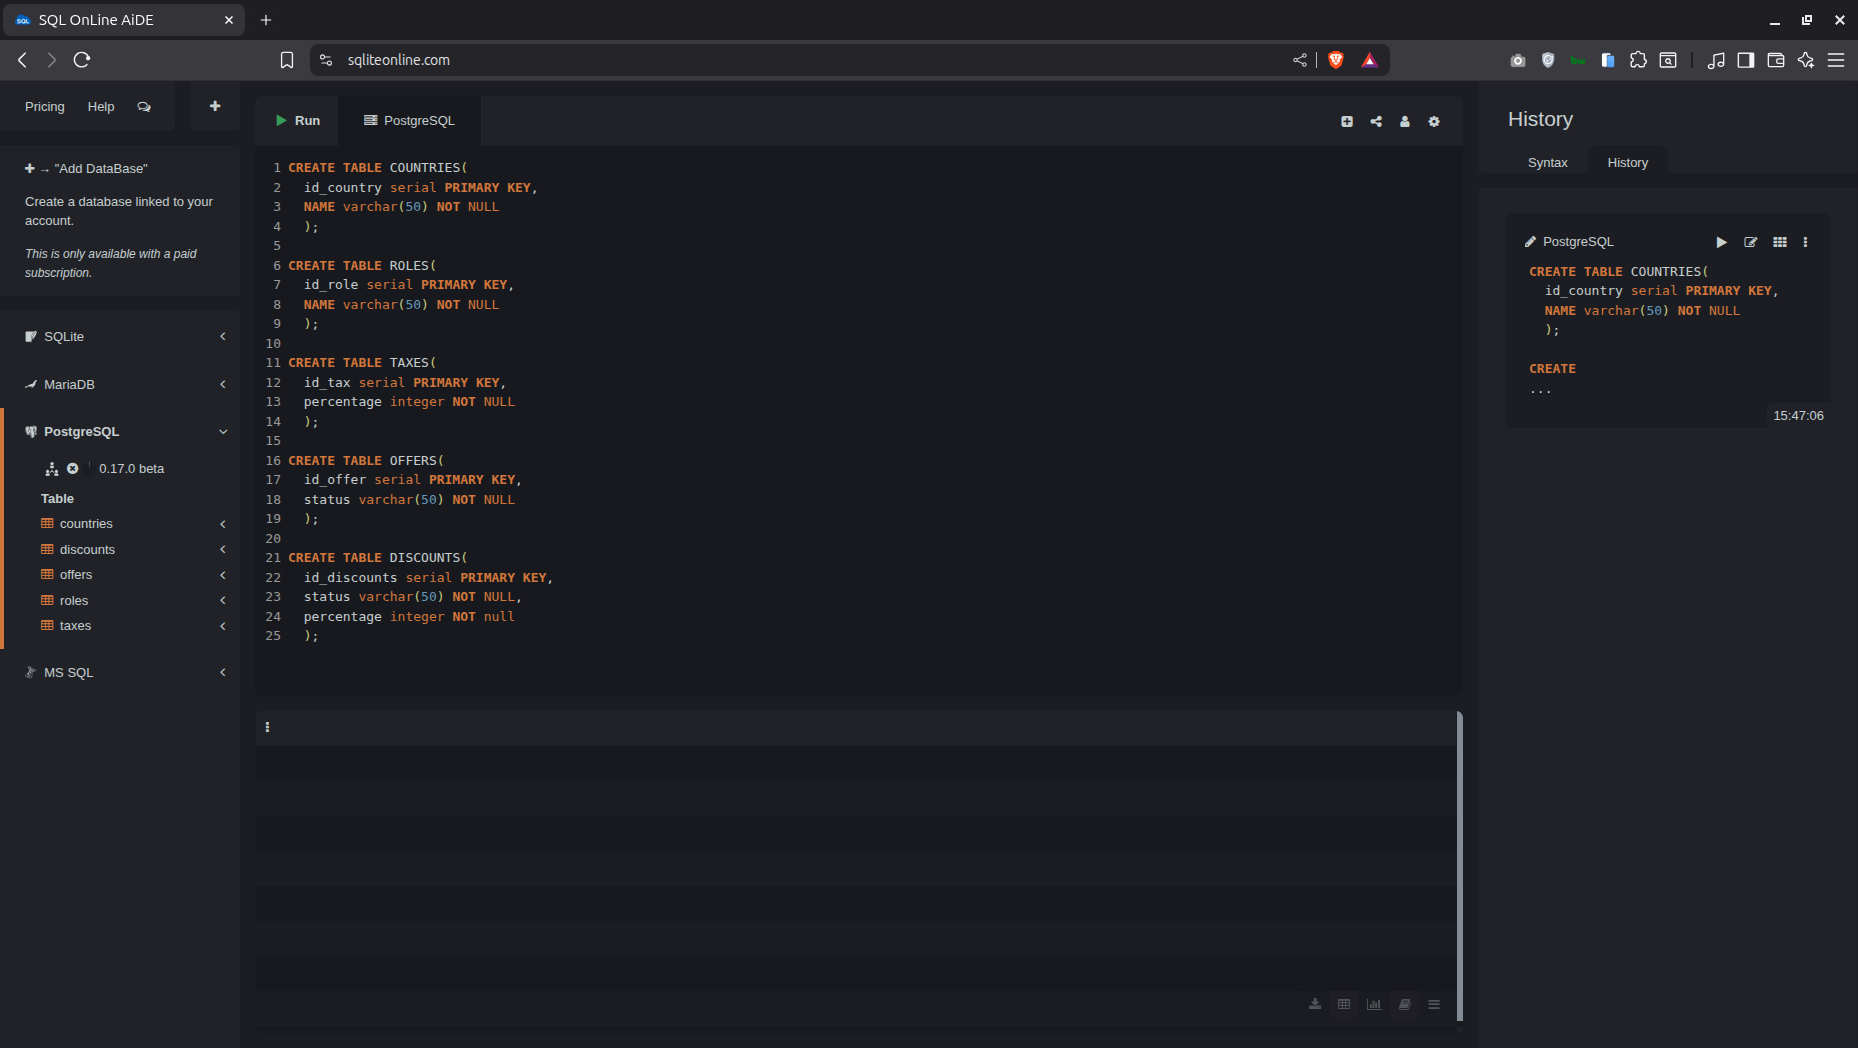 SQL OnLine AiDE
sqliteonline.com
Pricing
Help
→ "Add DataBase"
Create a database linked to your
account.
This is only available with a paid
subscription.
SQLite
MariaDB
PostgreSQL
0.17.0 beta
Table
countries
discounts
offers
roles
taxes
MS SQL
Run
PostgreSQL
1 CREATE TABLE COUNTRIES(
2 id_country serial PRIMARY KEY,
3 NAME varchar(50) NOT NULL
4 );
5
6 CREATE TABLE ROLES(
7 id_role serial PRIMARY KEY,
8 NAME varchar(50) NOT NULL
9 );
10
11 CREATE TABLE TAXES(
12 id_tax serial PRIMARY KEY,
13 percentage integer NOT NULL
14 );
15
16 CREATE TABLE OFFERS(
17 id_offer serial PRIMARY KEY,
18 status varchar(50) NOT NULL
19 );
20
21 CREATE TABLE DISCOUNTS(
22 id_discounts serial PRIMARY KEY,
23 status varchar(50) NOT NULL,
24 percentage integer NOT null
25 );
History
Syntax
History
PostgreSQL
CREATE TABLE COUNTRIES(
id_country serial PRIMARY KEY,
NAME varchar(50) NOT NULL
);
CREATE
...
15:47:06